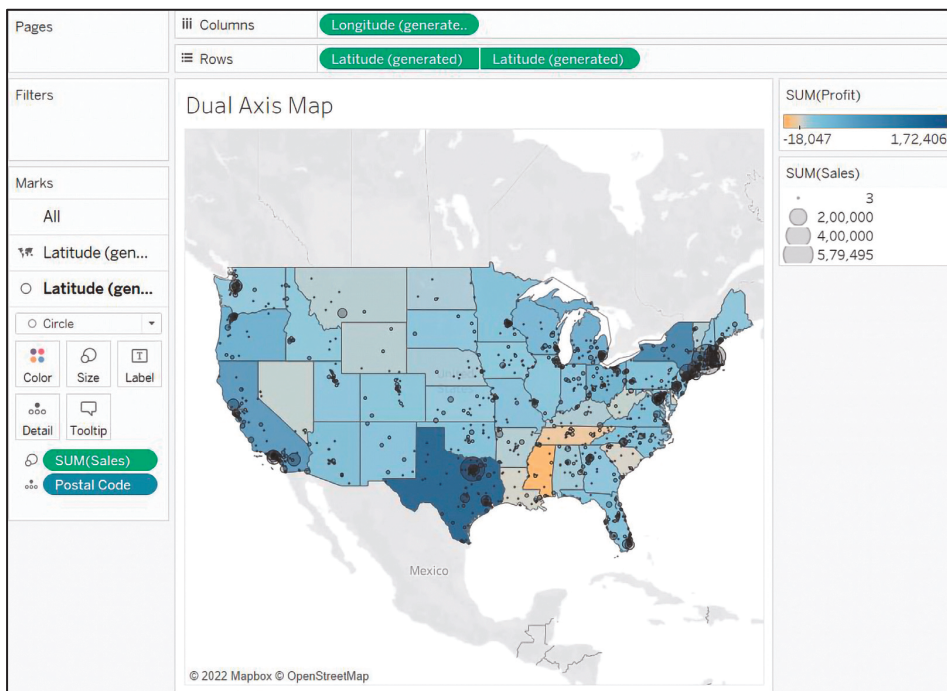 Pages
Columns
Longitude (generate..
Rows
Latitude (generated)
Latitude (generated)
Filters
Marks
All
Latitude (gen...
Latitude (gen...
Circle
Color
Size
Label
Detail
Tooltip
SUM(Sales)
Postal Code
Dual Axis Map
Mexico
© 2022 Mapbox © OpenStreetMap
SUM(Profit)
-18,047 1,72,406
SUM(Sales)
3
2,00,000
4,00,000
5,79,495